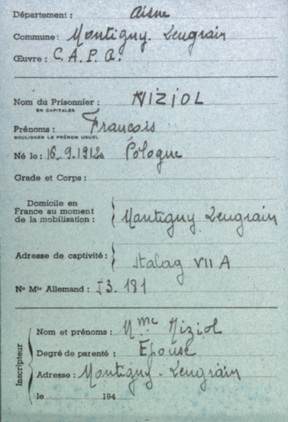 Département : Aisne
Commune : Montigny. Lengrain
Œuvre : C. A. P. A.
Nom du Prisonnier : NIZIOL
EN CAPITALES
Prénoms : François
SOULIGNER LE PRÉNOM USUEL
Né le : 16.9.1912 Pologne
Grade et Corps :
Domicile en
France au moment
de la mobilisation : Montigny Lengrain
Adresse de captivité : Stalag VII A
No Mle Allemand : 53.181
Inscripteur
Nom et prénoms : Mme Niziol
Degré de parenté : Epouse
Adresse : Montigny - Lengrain
le 194